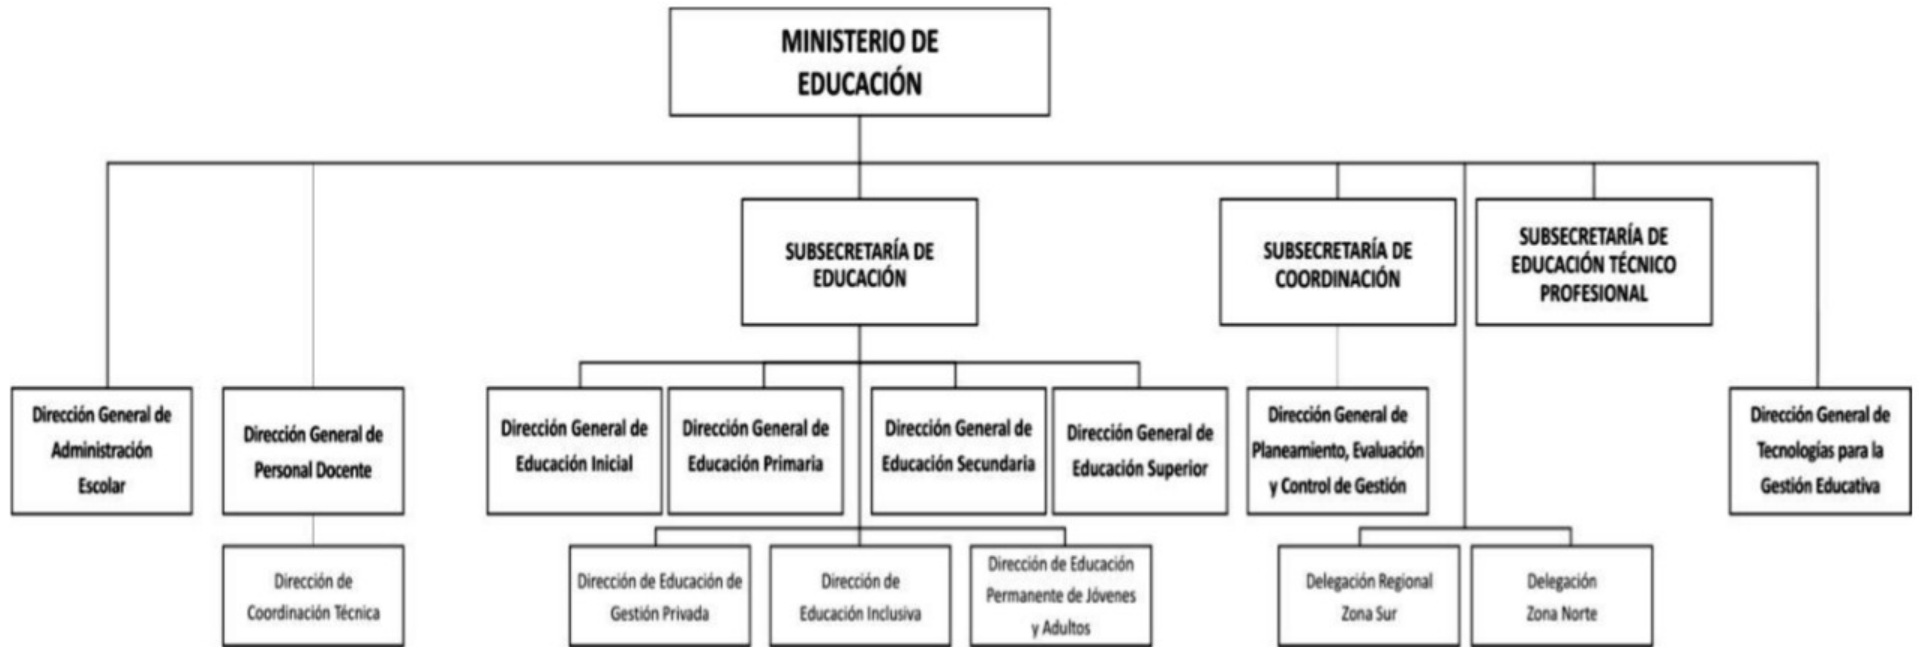 MINISTERIO DE
EDUCACIÓN
SUBSECRETARÍA DE
EDUCACIÓN
SUBSECRETARÍA DE
COORDINACIÓN
SUBSECRETARÍA DE
EDUCACIÓN TÉCNICO
PROFESIONAL
Dirección General de
Administración
Escolar
Dirección General de
Personal Docente
Dirección General de
Educación Inicial
Dirección General de
Educación Primaria
Dirección General de
Educación Secundaria
Dirección General de
Educación Superior
Dirección General de
Planeamiento, Evaluación
y Control de Gestión
Dirección General de
Tecnologías para la
Gestión Educativa
Dirección de
Coordinación Técnica
Dirección de Educación de
Gestión Privada
Dirección de
Educación Inclusiva
Dirección de Educación
Permanente de Jóvenes
y Adultos
Delegación Regional
Zona Sur
Delegación
Zona Norte